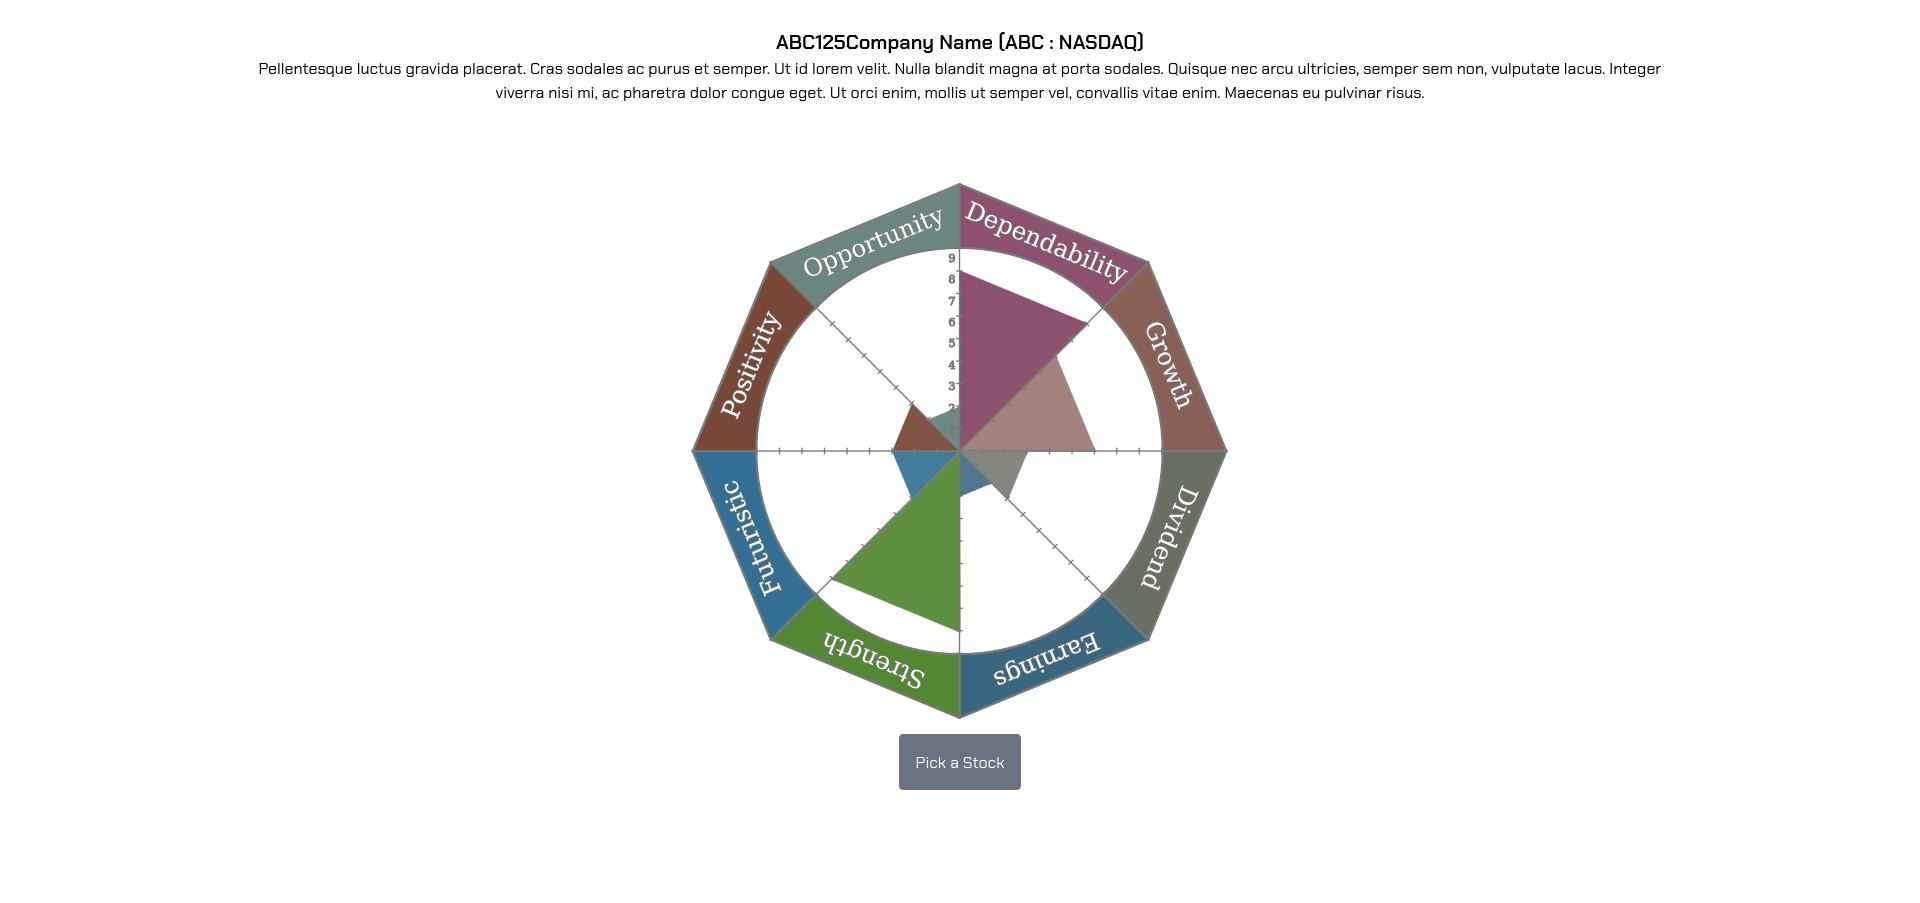 ABC125Company Name (ABC : NASDAQ)
Pellentesque luctus gravida placerat. Cras sodales ac purus et semper. Ut id lorem velit. Nulla blandit magna at porta sodales. Quisque nec arcu ultricies, semper sem non, vulputate lacus. Integer
viverra nisi mi, ac pharetra dolor congue eget. Ut orci enim, mollis ut semper vel, convallis vitae enim. Maecenas eu pulvinar risus.
Opportunity
Dependability
Growth
Dividend
Earnings
Strength
Futuristic
Positivity
9
8
7
6
5
4
3
2
1
Pick a Stock